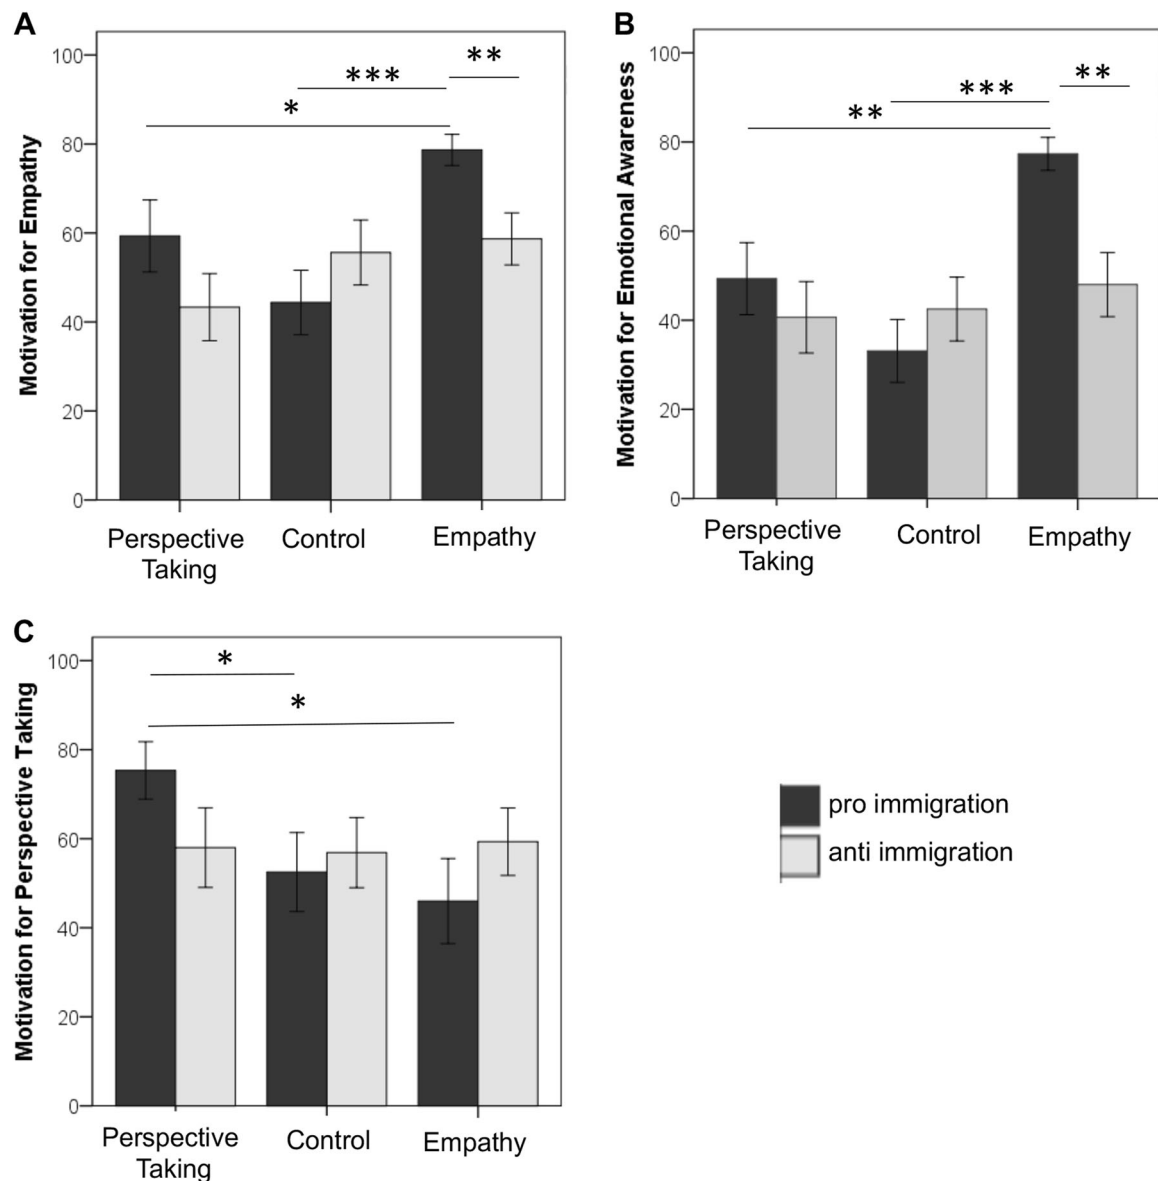 A
Motivation for Empathy
100
80
60
40
20
0
*
***
**
Perspective
Taking
Control
Empathy
B
Motivation for Emotional Awareness
100
80
60
40
20
0
**
***
**
Perspective
Taking
Control
Empathy
C
Motivation for Perspective Taking
100
80
60
40
20
0
*
*
Perspective
Taking
Control
Empathy
pro immigration
anti immigration